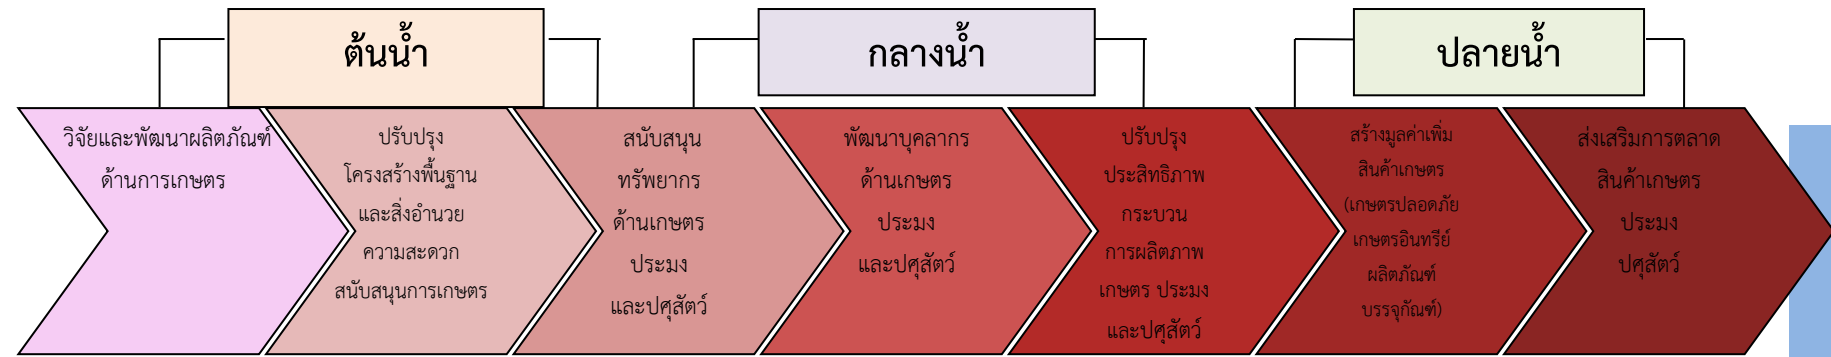 ต้นน้ำ
กลางน้ำ
ปลายน้ำ
วิจัยและพัฒนาผลิตภัณฑ์
ด้านการเกษตร
ปรับปรุง
โครงสร้างพื้นฐาน
และสิ่งอำนวย
ความสะดวก
สนับสนุนการเกษตร
สนับสนุน
ทรัพยากร
ด้านเกษตร
ประมง
และปศุสัตว์
พัฒนาบุคลากร
ด้านเกษตร
ประมง
และปศุสัตว์
ปรับปรุง
ประสิทธิภาพ
กระบวน
การผลิตภาพ
เกษตร ประมง
และปศุสัตว์
สร้างมูลค่าเพิ่ม
สินค้าเกษตร
(เกษตรปลอดภัย
เกษตรอินทรีย์
ผลิตภัณฑ์
บรรจุภัณฑ์)
ส่งเสริมการตลาด
สินค้าเกษตร
ประมง
ปศุสัตว์